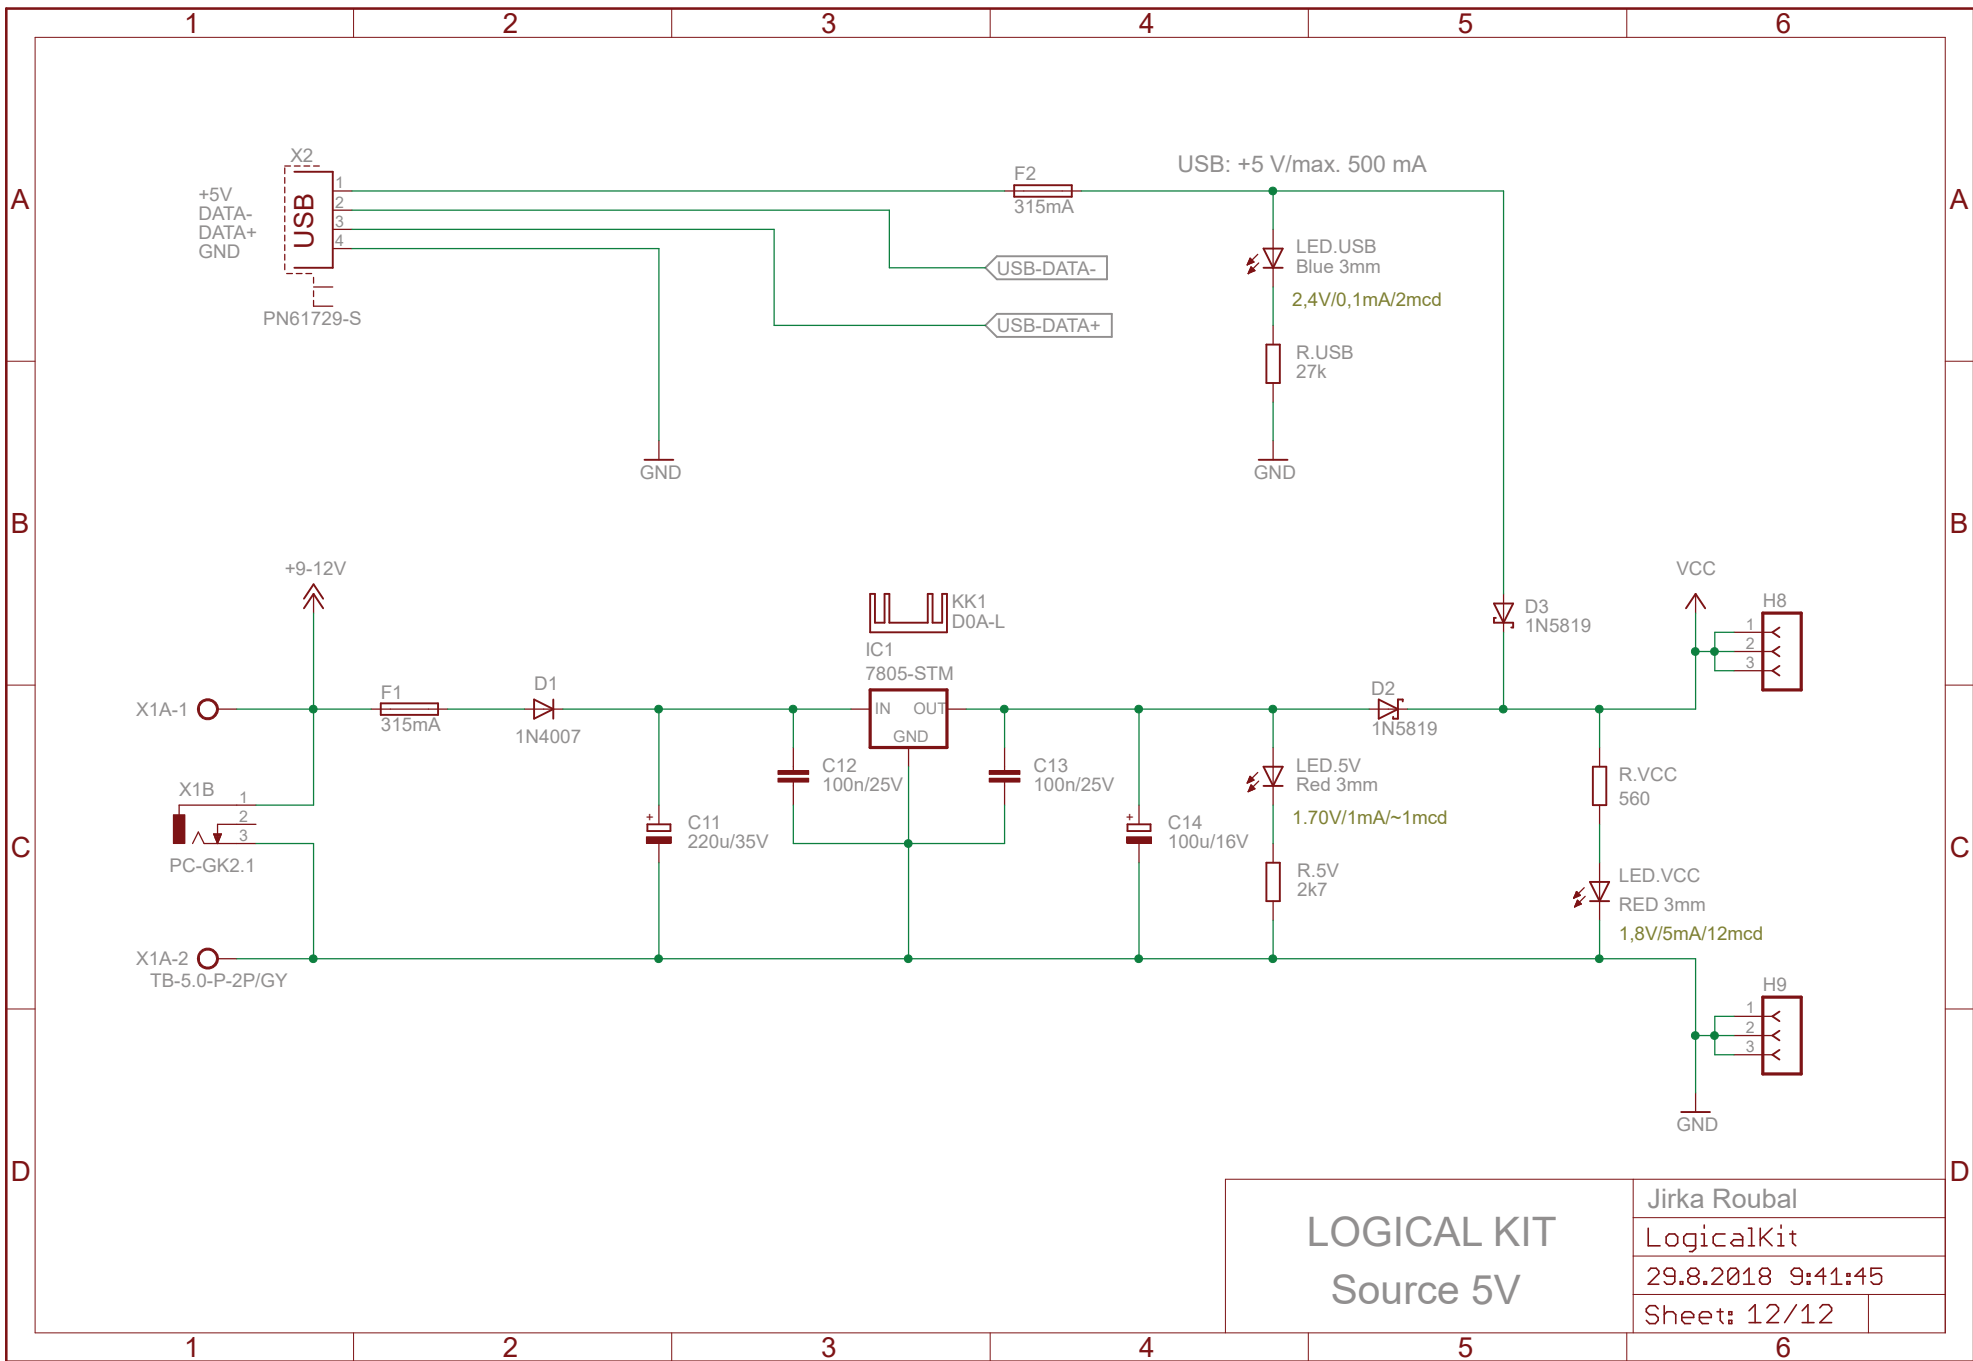 1 2 3 4 5 6
A A
X2
+5V
DATA-
DATA+
GND
USB
1
2
3
4
PN61729-S
F2
315mA
USB: +5 V/max. 500 mA
USB-DATA-
USB-DATA+
LED.USB
Blue 3mm
2,4V/0,1mA/2mcd
R.USB
27k
GND
GND
B B
+9-12V
X1A-1
F1
315mA
D1
1N4007
KK1
D0A-L
IC1
7805-STM
IN OUT
GND
D2
1N5819
D3
1N5819
VCC
H8
1
2
3
C C
X1B
1
2
3
PC-GK2.1
C11
220u/35V
C12
100n/25V
C13
100n/25V
C14
100u/16V
LED.5V
Red 3mm
1.70V/1mA/~1mcd
R.5V
2k7
R.VCC
560
LED.VCC
RED 3mm
1,8V/5mA/12mcd
X1A-2
TB-5.0-P-2P/GY
H9
1
2
3
GND
D D
LOGICAL KIT
Source 5V
Jirka Roubal
LogicalKit
29.8.2018 9:41:45
Sheet: 12/12
1 2 3 4 5 6